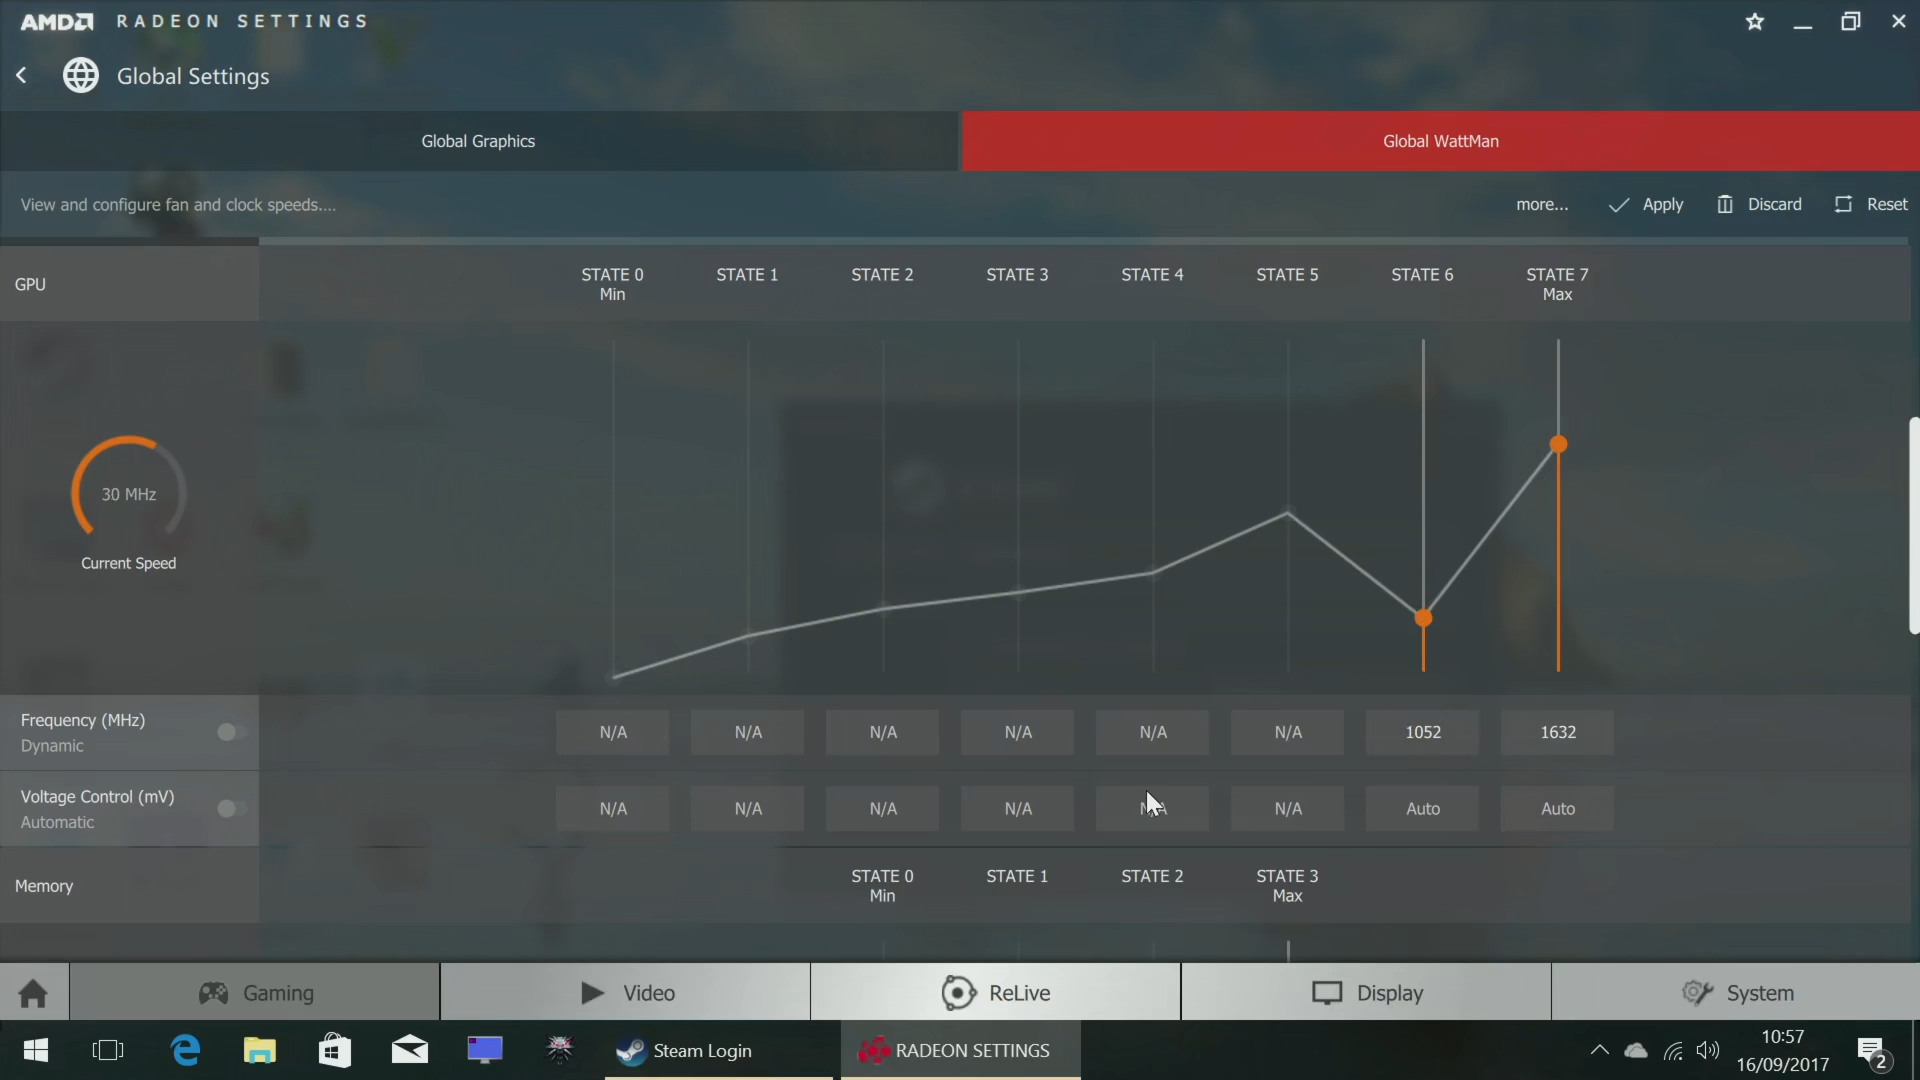 AMD RADEON SETTINGS
Global Settings
Global Graphics
Global WattMan
View and configure fan and clock speeds....
more...
Apply
Discard
Reset
GPU
STATE 0
Min
STATE 1
STATE 2
STATE 3
STATE 4
STATE 5
STATE 6
STATE 7
Max
30 MHz
Current Speed
Frequency (MHz)
Dynamic
N/A N/A N/A N/A N/A N/A 1052 1632
Voltage Control (mV)
Automatic
N/A N/A N/A N/A N/A N/A Auto Auto
Memory
STATE 0
Min
STATE 1
STATE 2
STATE 3
Max
Gaming
Video
ReLive
Display
System
Steam Login
RADEON SETTINGS
10:57
16/09/2017
2